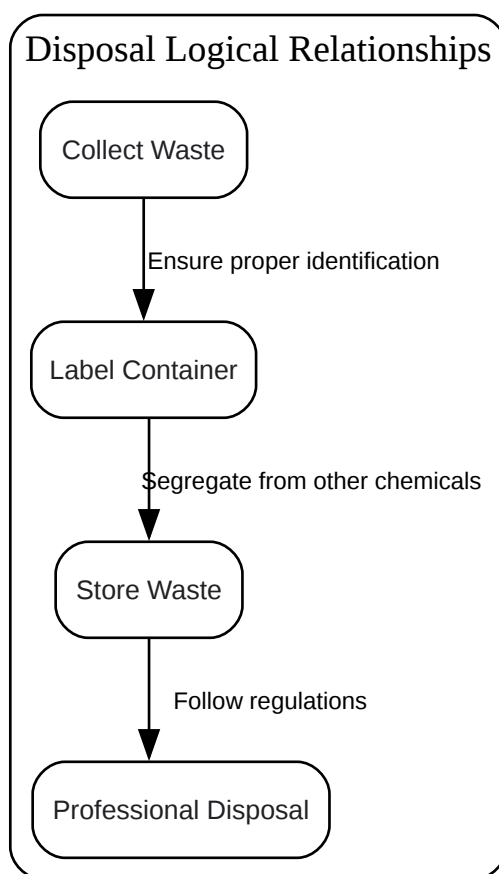 Disposal Logical Relationships
Collect Waste
Ensure proper identification
Label Container
Segregate from other chemicals
Store Waste
Follow regulations
Professional Disposal